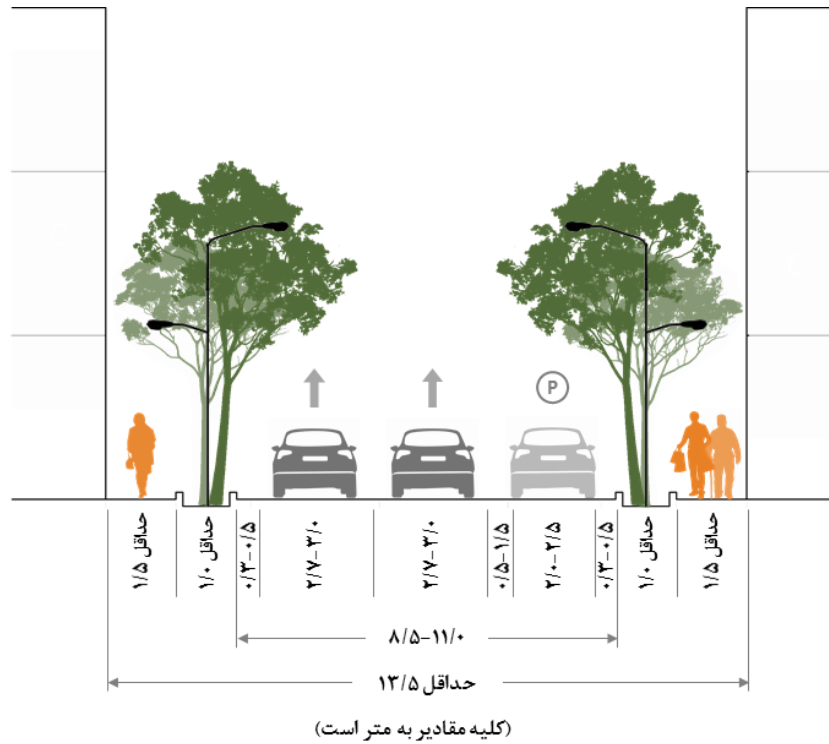 P
حداقل ۱/۵
حداقل ۱/۰
۰/۳-۰/۵
۲/۷-۳/۰
۲/۷-۳/۰
۰/۵-۱/۵
۲/۰-۲/۵
۰/۳-۰/۵
حداقل ۱/۰
حداقل ۱/۵
۸/۵-۱۱/۰
حداقل ۱۳/۵
(کلیه مقادیر به متر است)